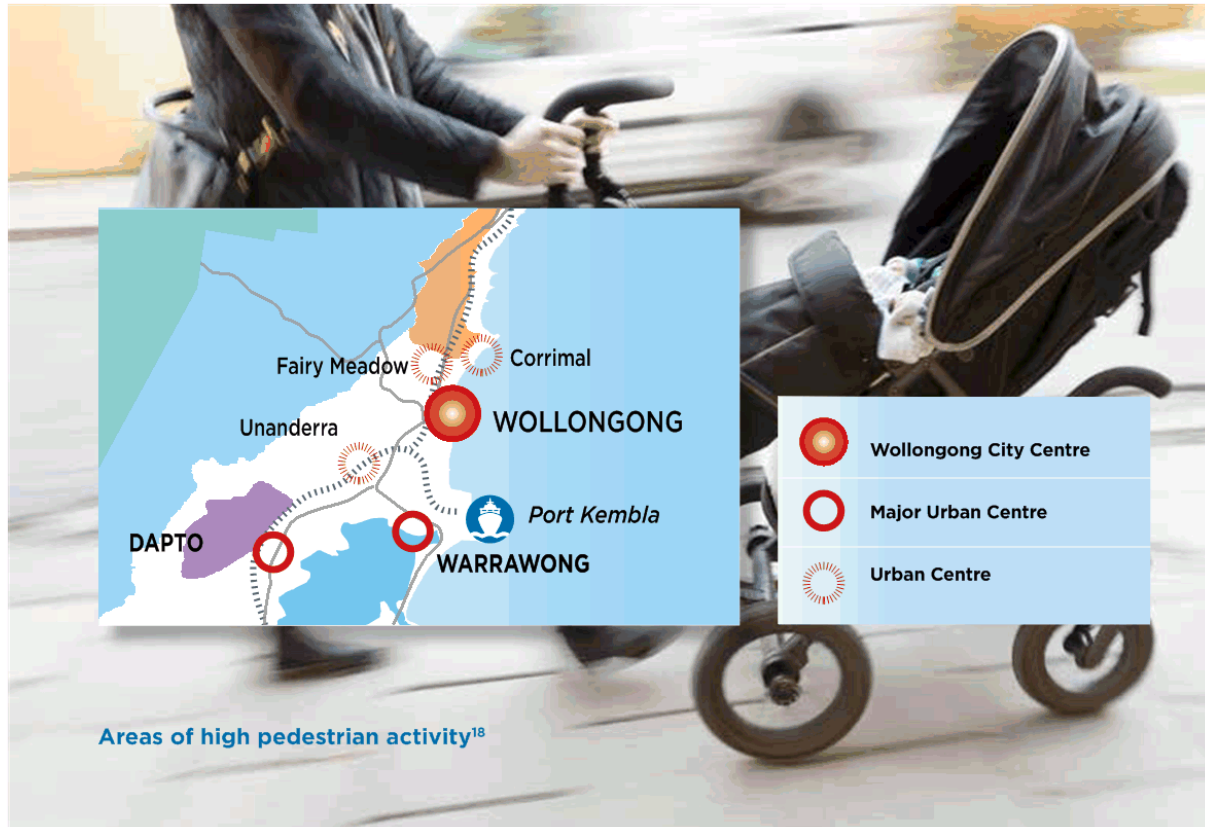 Fairy Meadow
Corrimal
WOLLONGONG
Unanderra
Port Kembla
DAPTO
WARRAWONG
Wollongong City Centre
Major Urban Centre
Urban Centre
Areas of high pedestrian activity18